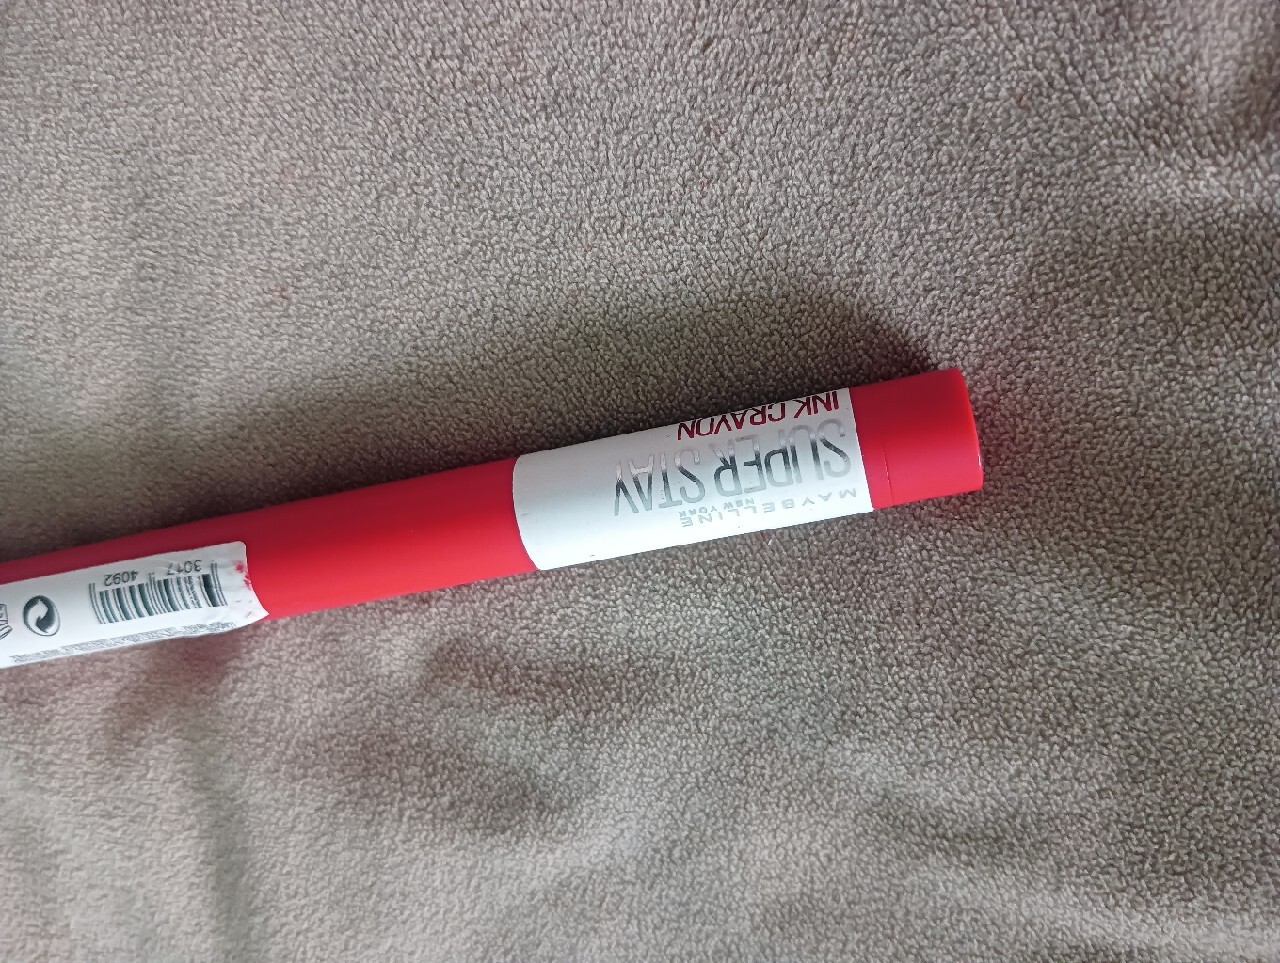 MAYBELLINE
NEW YORK
SUPER STAY
INK CRAYON
3017 4092